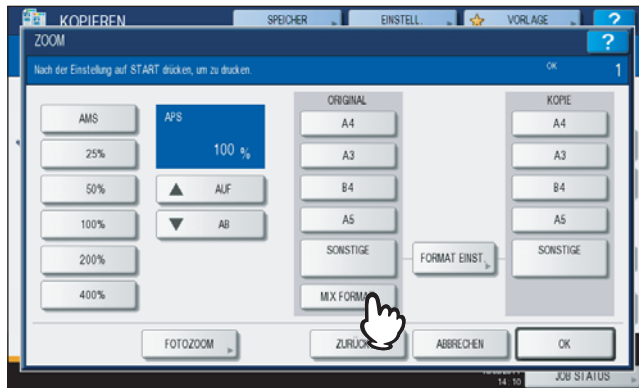 KOPIEREN SPEICHER EINSTELL. VORLAGE ?
ZOOM ?
Nach der Einstellung auf START drücken, um zu drucken. OK 1
ORIGINAL KOPIE
AMS APS A4 A4
25% 100 % A3 A3
50% AUF B4 B4
100% AB A5 A5
200% SONSTIGE FORMAT EINST. SONSTIGE
400% MIX FORMAT
FOTOZOOM ZURÜCK ABBRECHEN OK
14:10 JOB STATUS